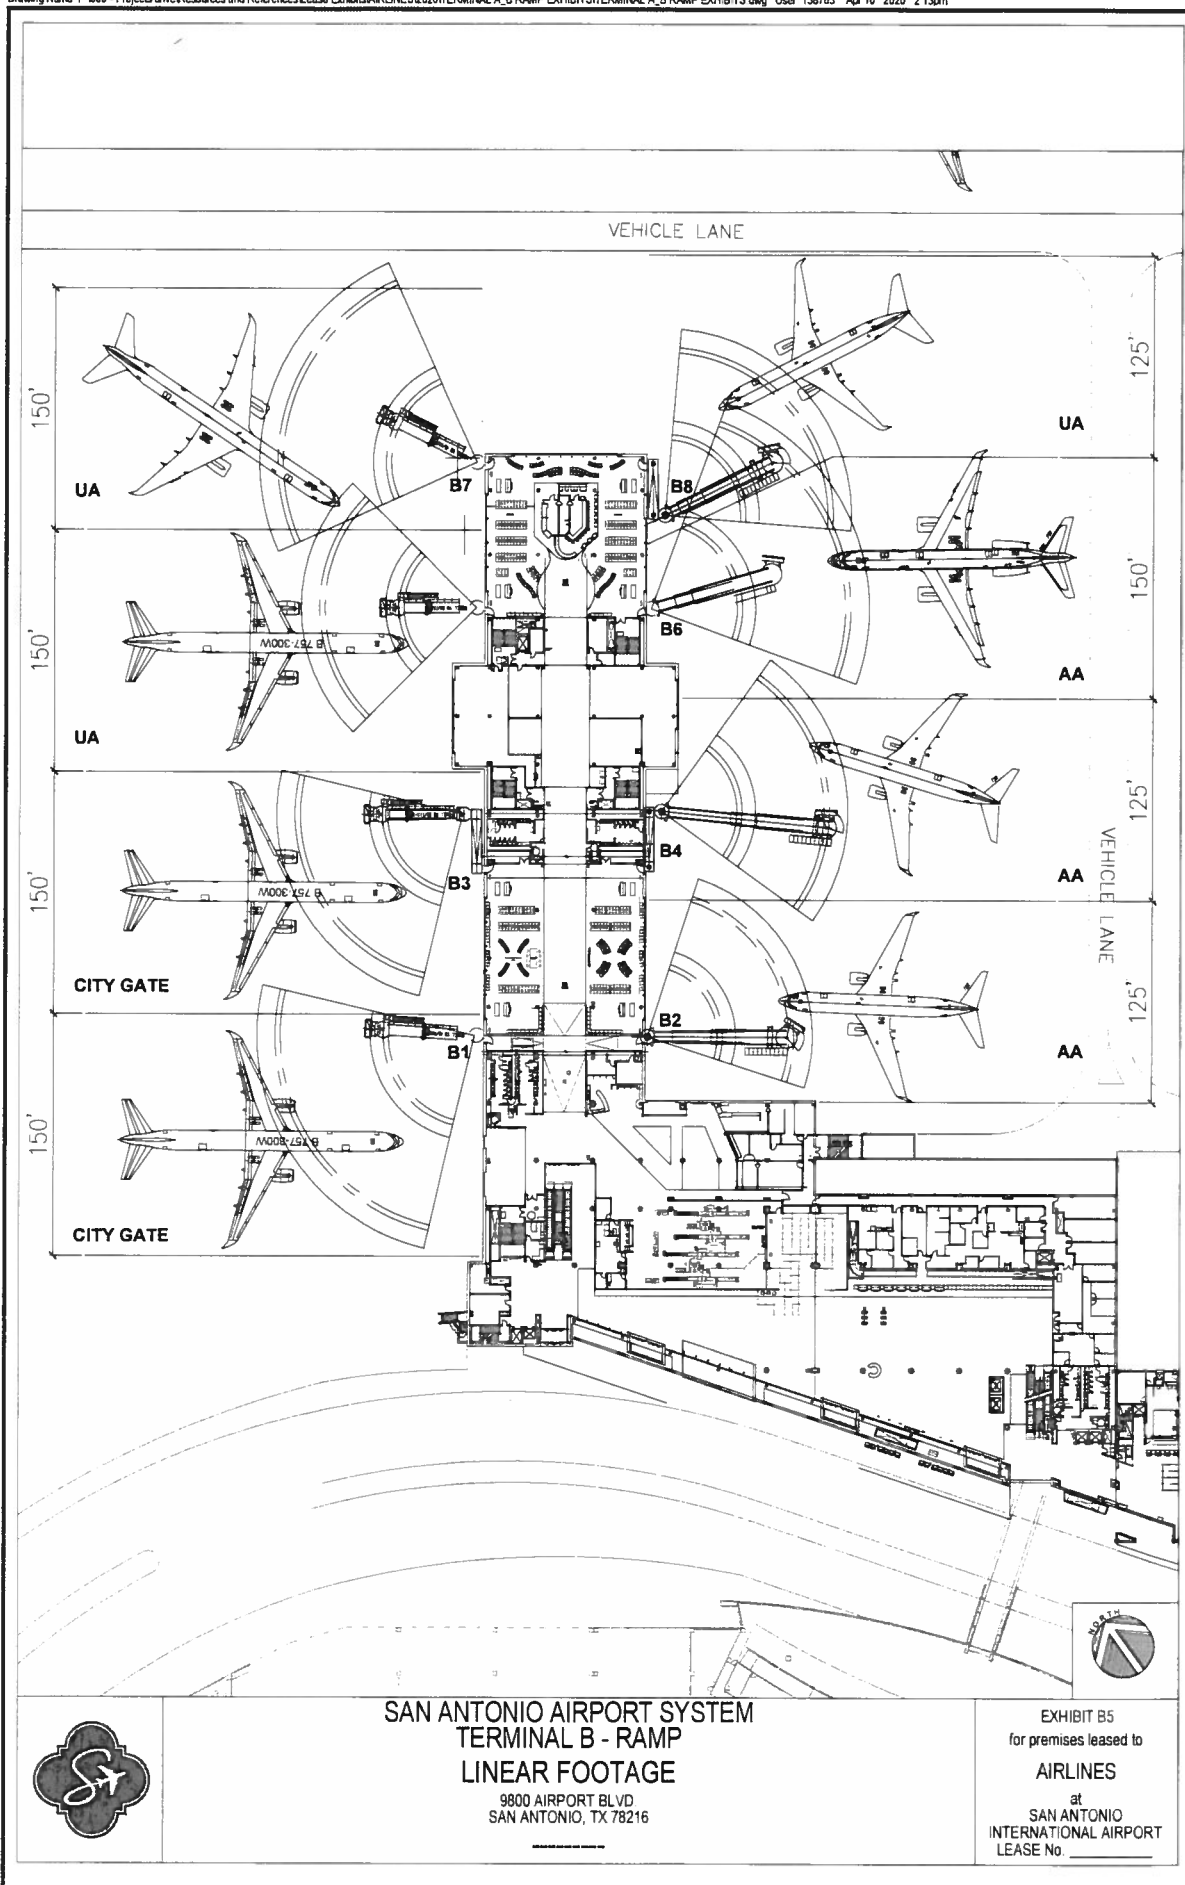 VEHICLE LANE
150'
125'
UA
UA
B7
B8
150'
150'
B6
AA
UA
B 757-300W
125'
B4
AA
B3
150'
B 757-300W
VEHICLE LANE
CITY GATE
B2
125'
B1
AA
150'
CITY GATE
NORTH
SAN ANTONIO AIRPORT SYSTEM
TERMINAL B - RAMP
LINEAR FOOTAGE
9800 AIRPORT BLVD
SAN ANTONIO, TX 78216
EXHIBIT B5
for premises leased to
AIRLINES
at
SAN ANTONIO
INTERNATIONAL AIRPORT
LEASE No.